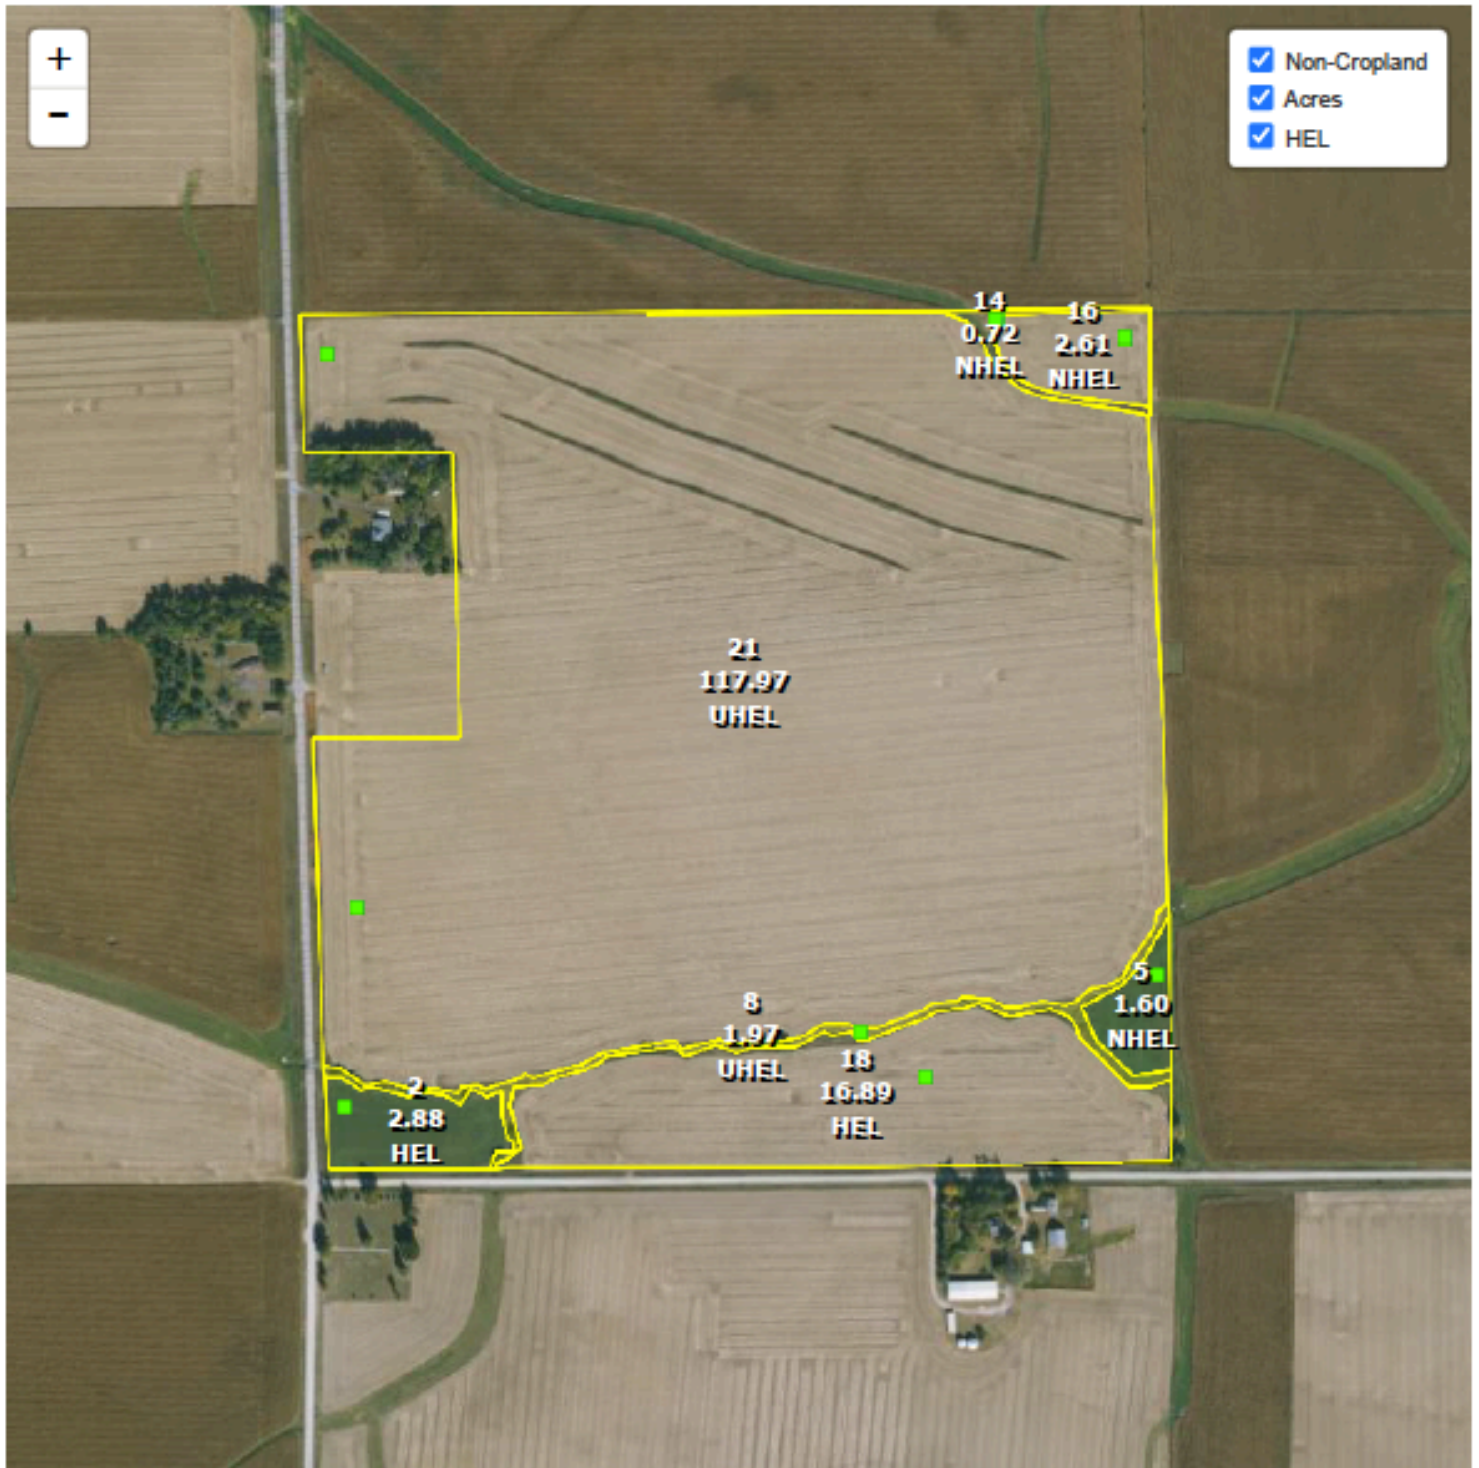 +
-
Non-Cropland
Acres
HEL
14
0.72
NHEL
16
2.61
NHEL
21
117.97
UHEL
5
1.60
NHEL
8
1.97
UHEL
18
16.89
HEL
2
2.88
HEL